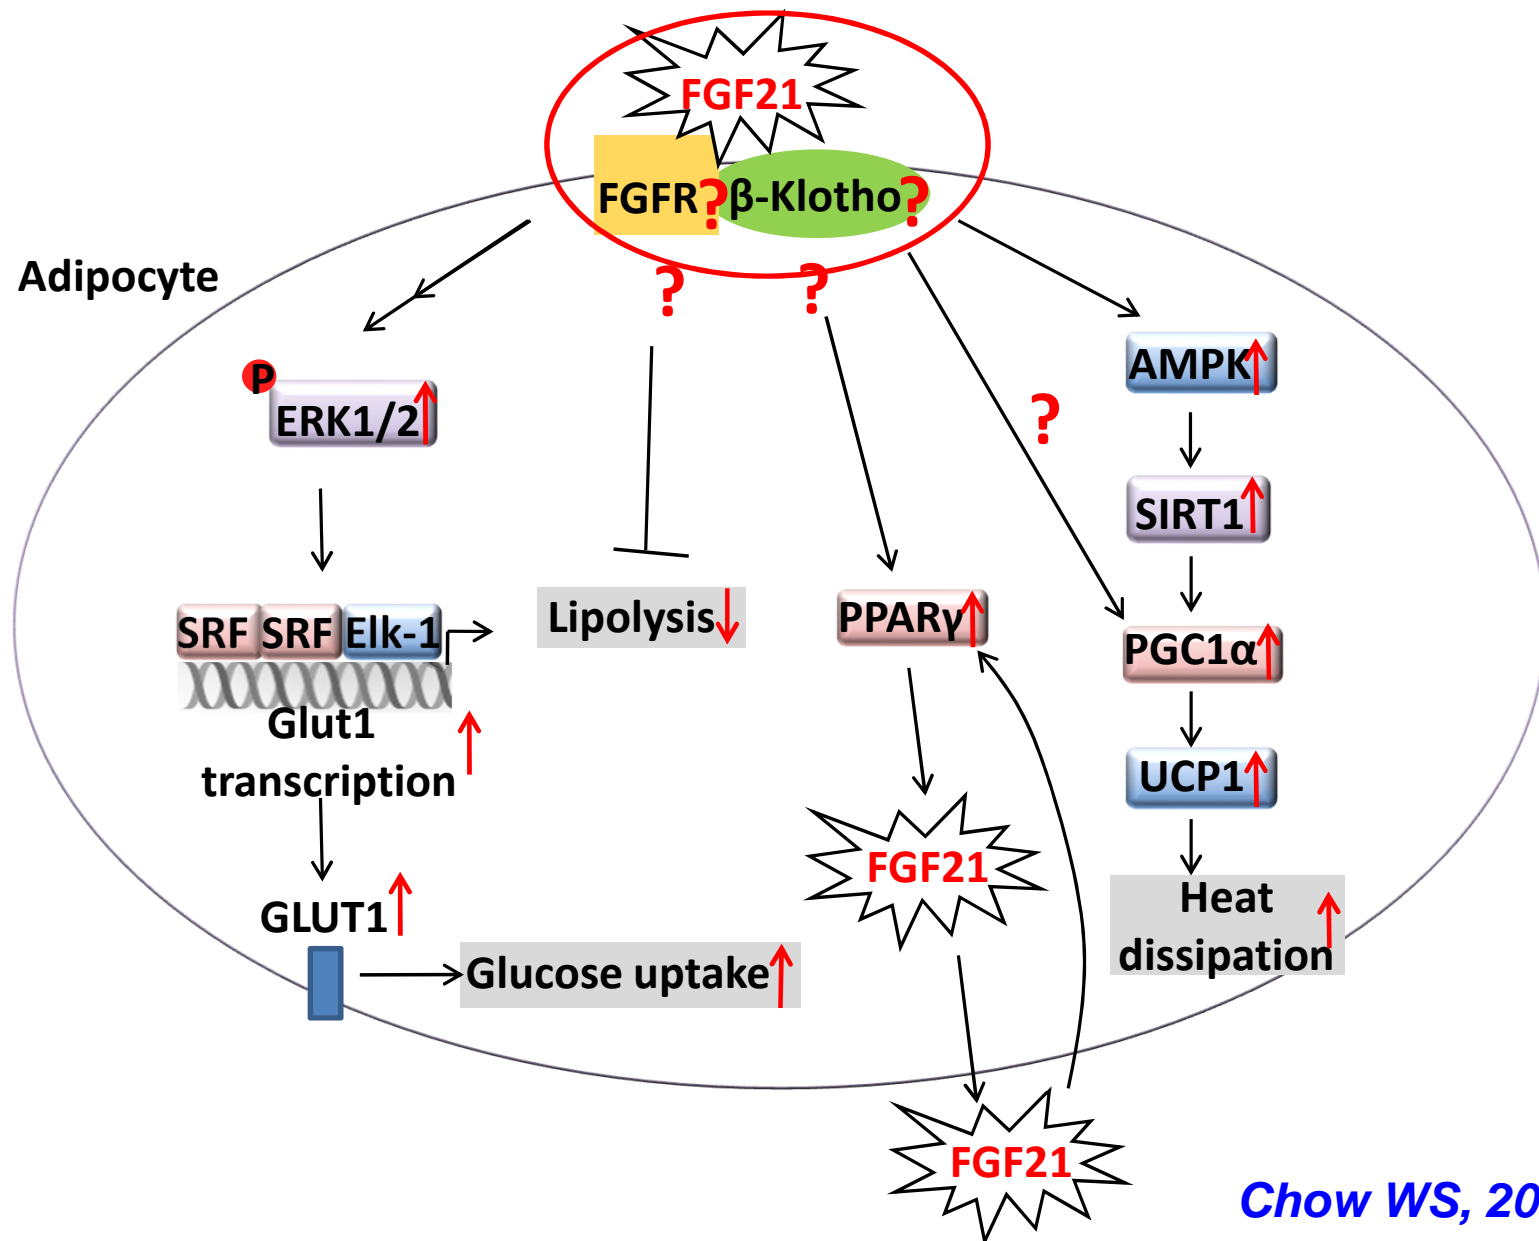 FGF21
FGFR? β-Klotho?
Adipocyte
? ?
AMPK
P
ERK1/2
?
SIRT1
SRF SRF Elk-1
Lipolysis
PPARγ
PGC1α
Glut1
transcription
UCP1
FGF21
GLUT1
Heat
dissipation
Glucose uptake
FGF21
Chow WS, 20